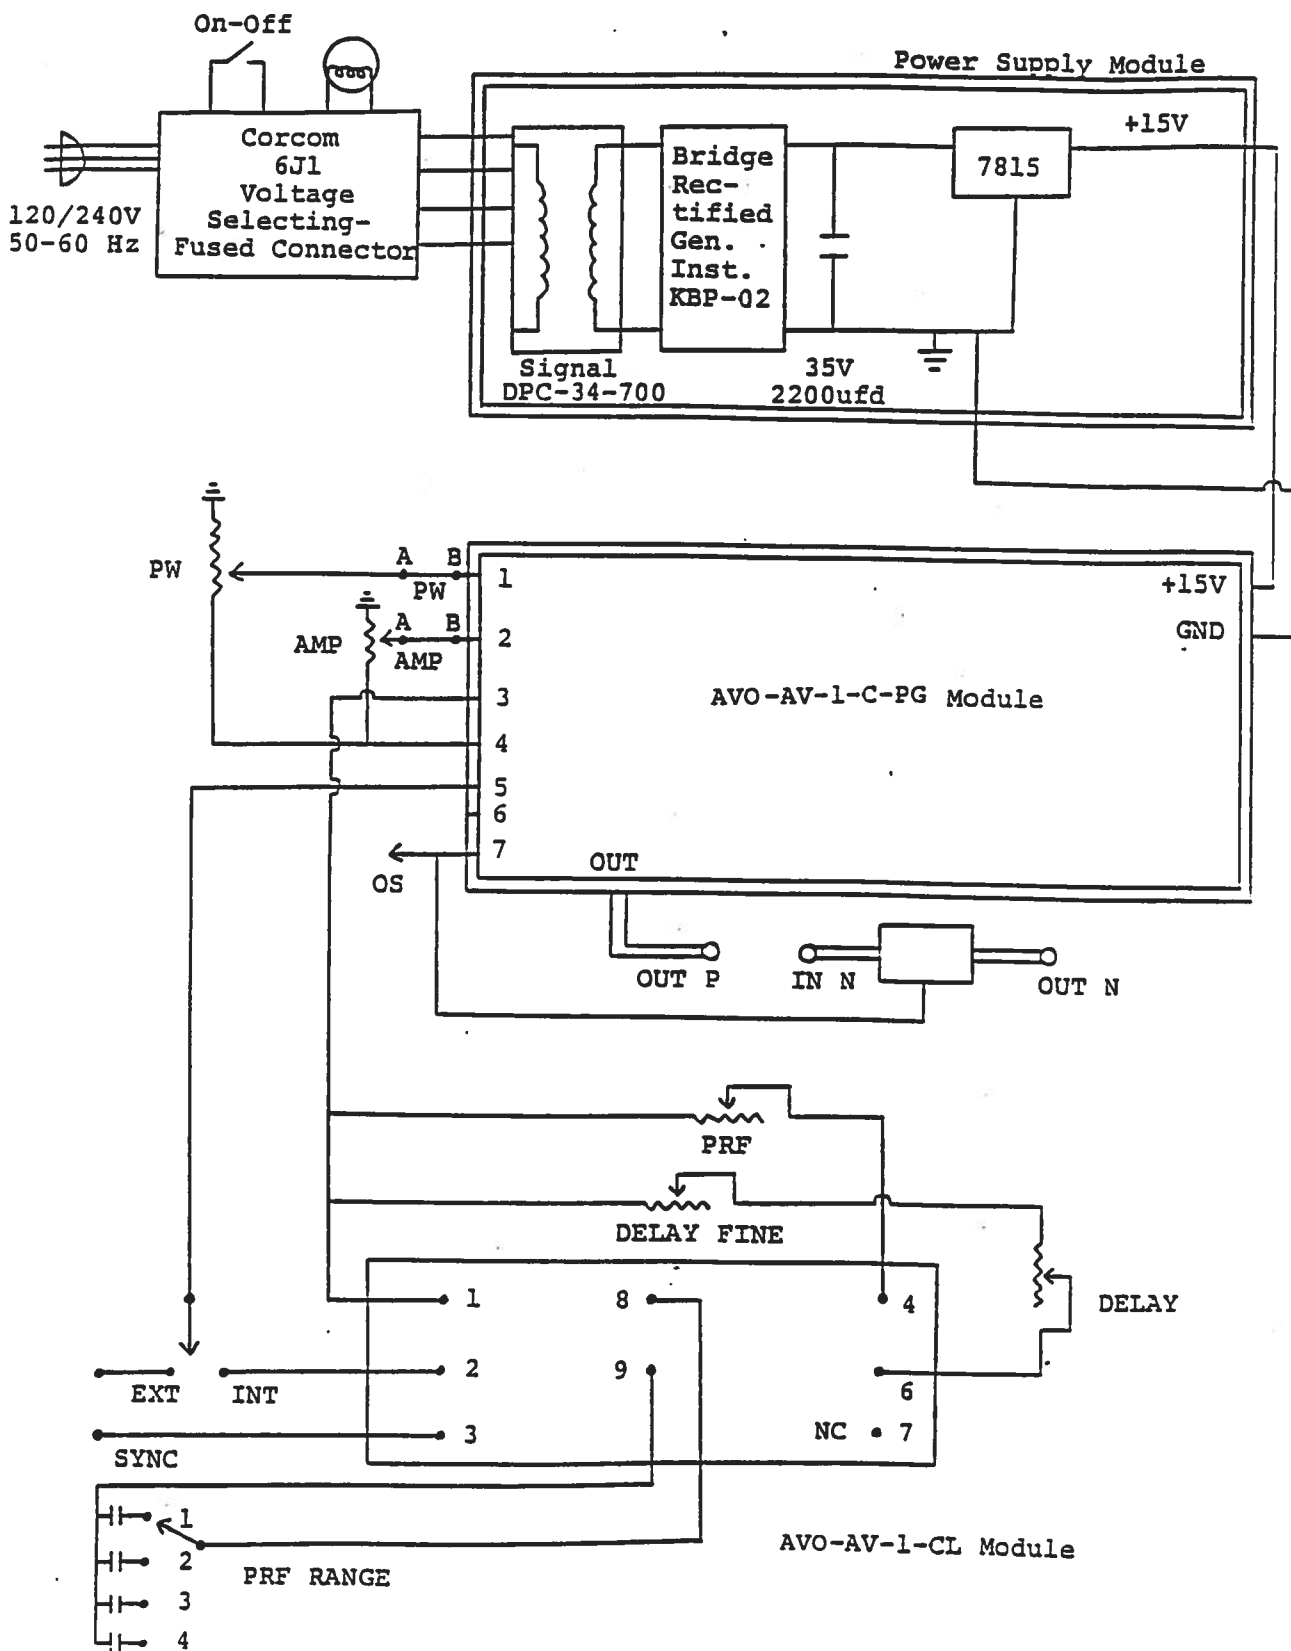 On-Off
Power Supply Module
Corcom
6J1
Voltage
Selecting-
Fused Connector
120/240V
50-60 Hz
Bridge
Rec-
tified
Gen.
Inst.
KBP-02
7815
+15V
Signal
DPC-34-700
35V
2200ufd
PW
A B
PW
1
AMP
A B
AMP
2
3
4
5
6
7
OS
+15V
GND
AVO-AV-1-C-PG Module
OUT
OUT P
IN N
OUT N
PRF
DELAY FINE
DELAY
1
8
4
2
9
6
3
NC
7
EXT
INT
SYNC
1
2
3
4
PRF RANGE
AVO-AV-1-CL Module